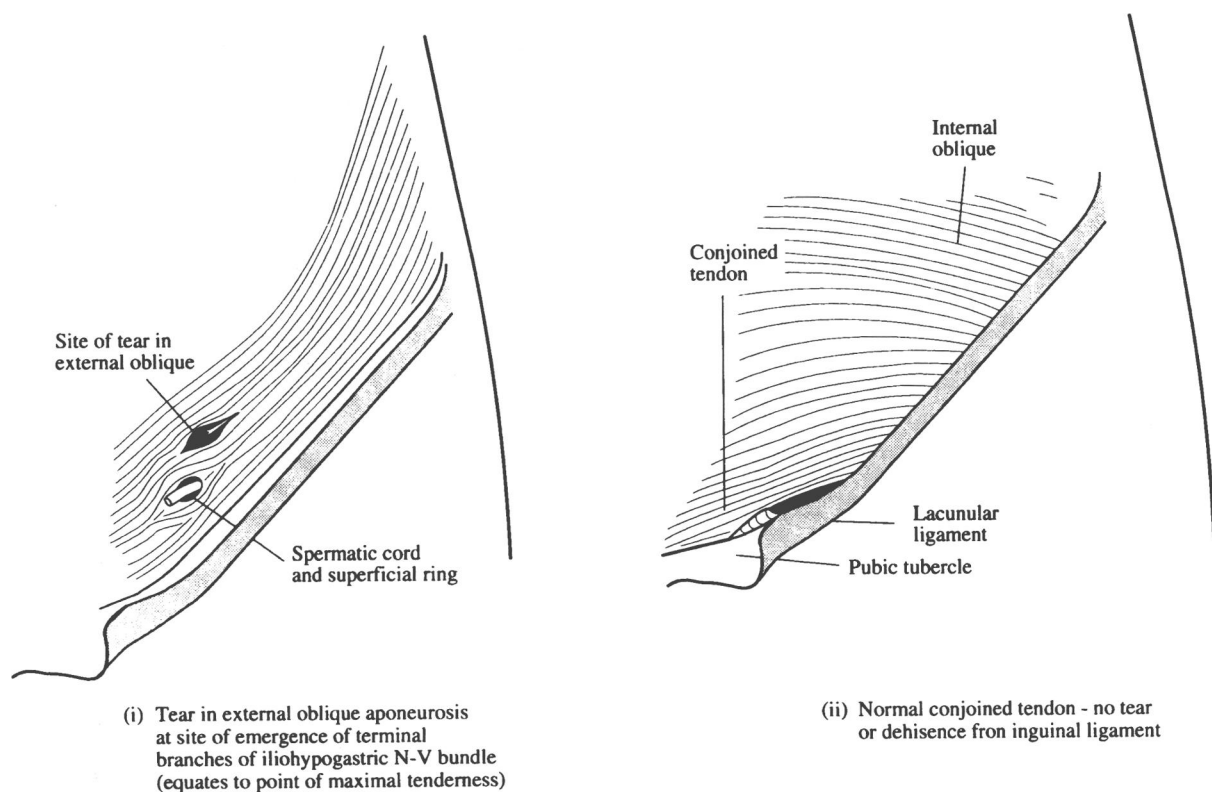 Site of tear in
external oblique
Spermatic cord
and superficial ring
(i) Tear in external oblique aponeurosis
at site of emergence of terminal
branches of iliohypogastric N-V bundle
(equates to point of maximal tenderness)
Internal
oblique
Conjoined
tendon
Lacunular
ligament
Pubic tubercle
(ii) Normal conjoined tendon - no tear
or dehisence fron inguinal ligament